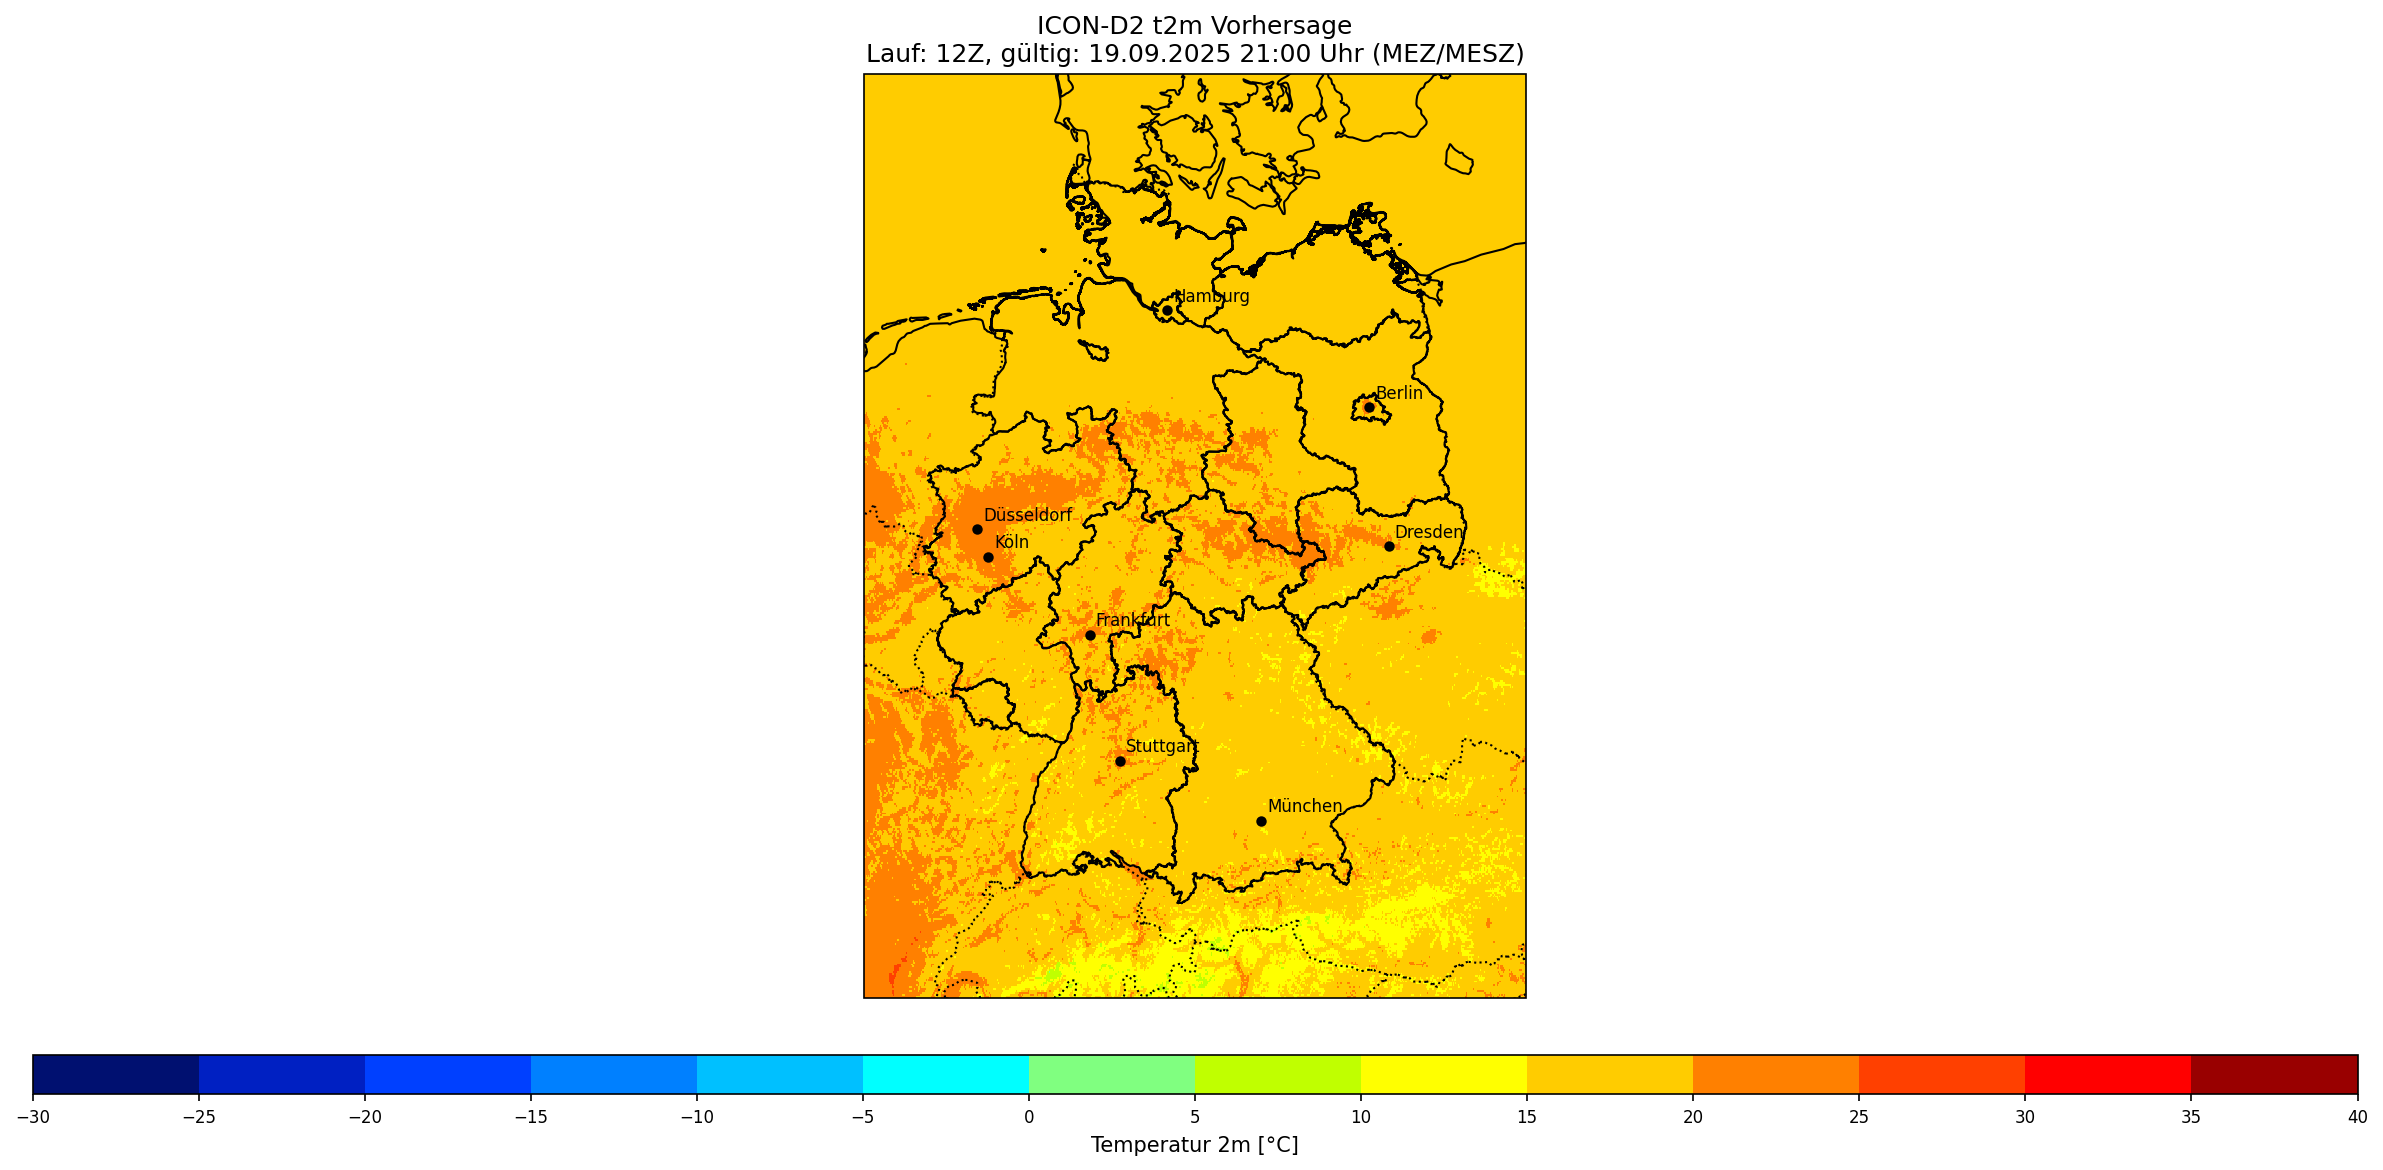 ICON-D2 t2m Vorhersage
Lauf: 12Z, gültig: 19.09.2025 21:00 Uhr (MEZ/MESZ)
Hamburg
Berlin
Düsseldorf
Dresden
Köln
Frankfurt
Stuttgart
München
−30 −25 −20 −15 −10 −5 0 5 10 15 20 25 30 35 40
Temperatur 2m [°C]